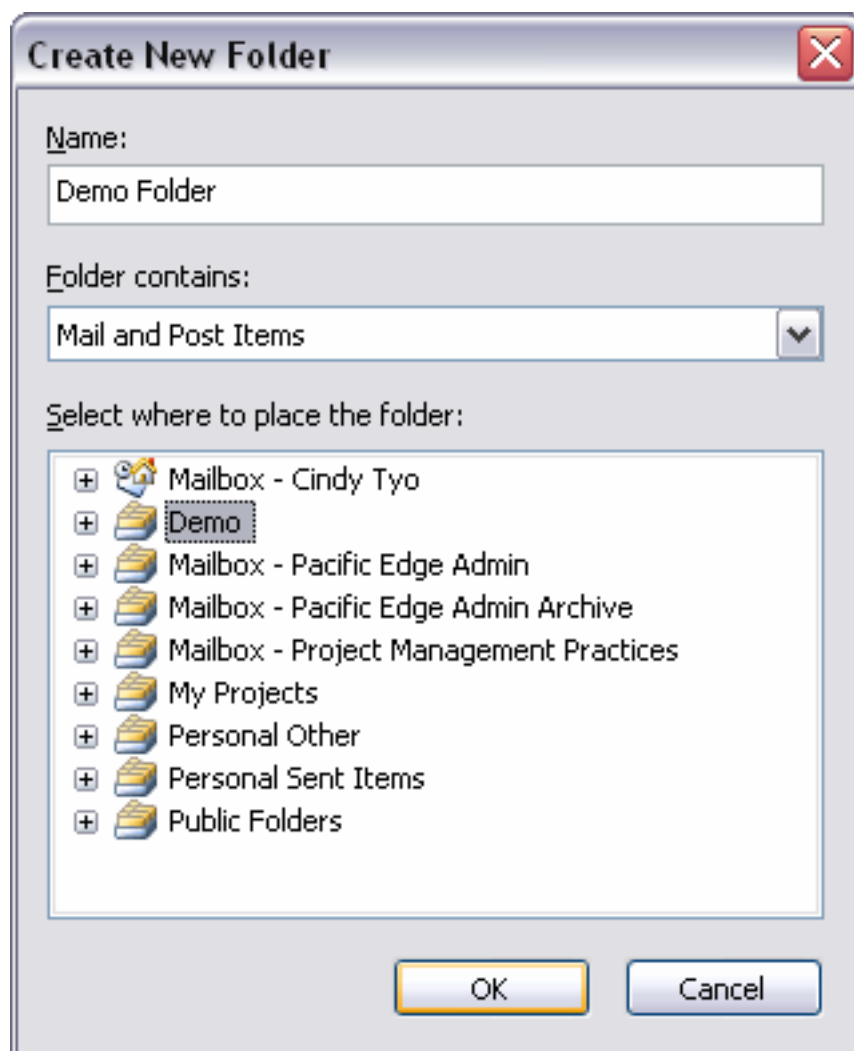 Create New Folder
Name:
Demo Folder
Folder contains:
Mail and Post Items
Select where to place the folder:
Mailbox - Cindy Tyo
Demo
Mailbox - Pacific Edge Admin
Mailbox - Pacific Edge Admin Archive
Mailbox - Project Management Practices
My Projects
Personal Other
Personal Sent Items
Public Folders
OK Cancel